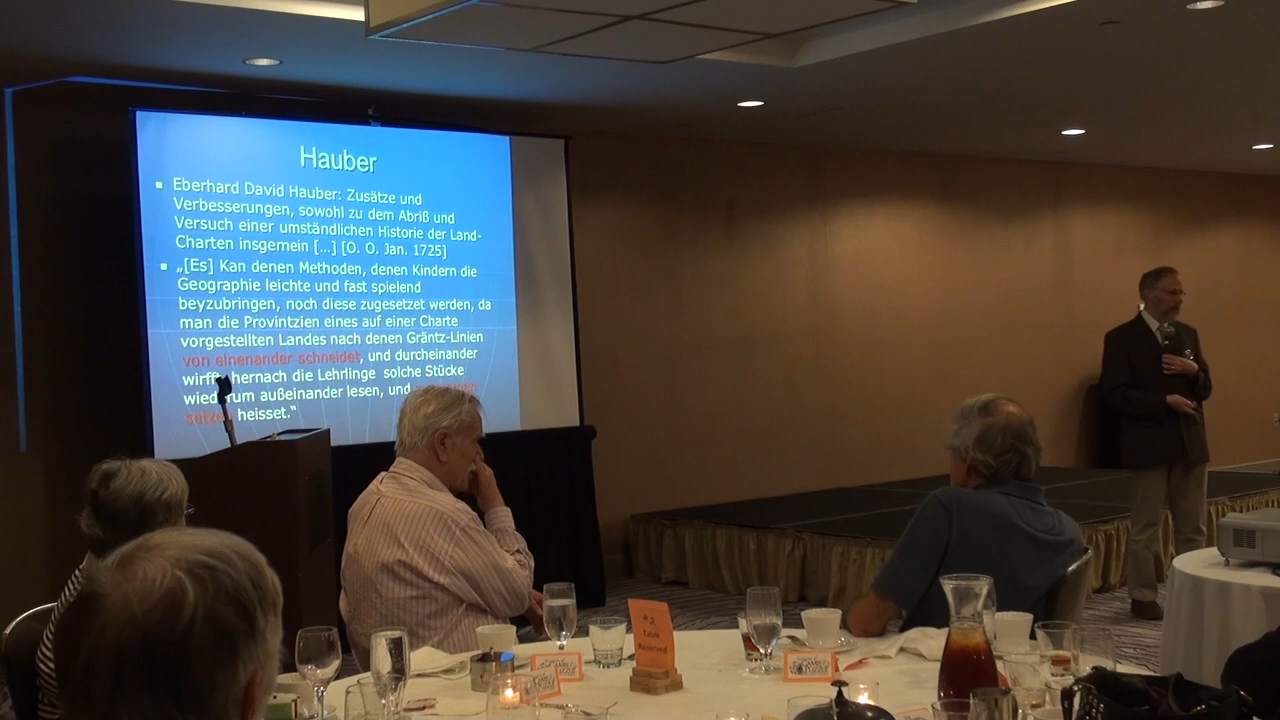 Hauber
Eberhard David Hauber: Zusätze und
Verbesserungen, sowohl zu dem Abriß und
Versuch einer umständlichen Historie der Land-
Charten insgemein [...] [O. O. Jan. 1725]
„[Es] Kan denen Methoden, denen Kindern die
Geographie leichte und fast spielend
beyzubringen, noch diese zugesetzet werden, da
man die Provintzien eines auf einer Charte
vorgestellten Landes nach denen Gräntz-Linien
von einenander schneidet, und durcheinander
hernach die Lehrlinge solche Stücke
außeinander lesen, und
heisset."
Table
Reserved